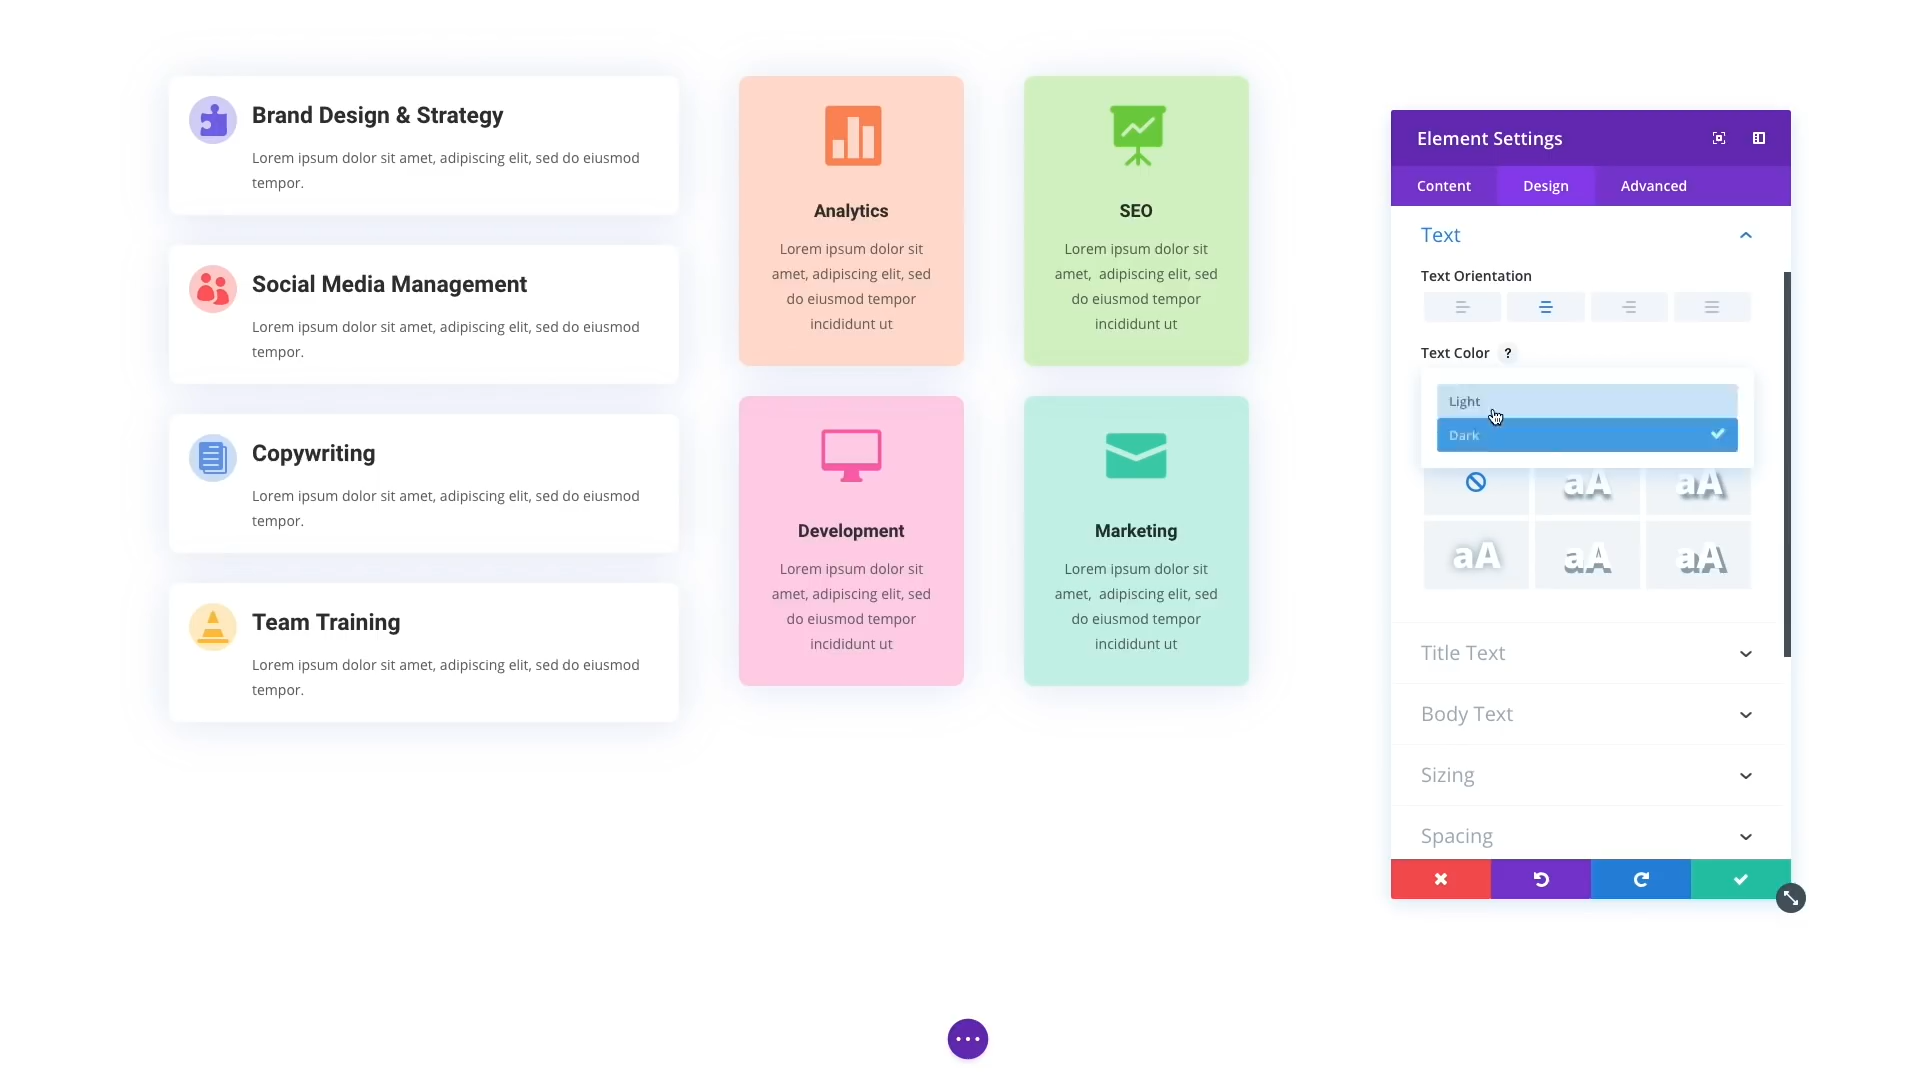 Brand Design & Strategy
Lorem ipsum dolor sit amet, adipiscing elit, sed do eiusmod
tempor.
Social Media Management
Lorem ipsum dolor sit amet, adipiscing elit, sed do eiusmod
tempor.
Copywriting
Lorem ipsum dolor sit amet, adipiscing elit, sed do eiusmod
tempor.
Team Training
Lorem ipsum dolor sit amet, adipiscing elit, sed do eiusmod
tempor.
Analytics
Lorem ipsum dolor sit
amet, adipiscing elit, sed
do eiusmod tempor
incididunt ut
SEO
Lorem ipsum dolor sit
amet, adipiscing elit, sed
do eiusmod tempor
incididunt ut
Development
Lorem ipsum dolor sit
amet, adipiscing elit, sed
do eiusmod tempor
incididunt ut
Marketing
Lorem ipsum dolor sit
amet, adipiscing elit, sed
do eiusmod tempor
incididunt ut
Element Settings
Content Design Advanced
Text
Text Orientation
Text Color ?
Light
Dark
aA aA
aA aA aA
Title Text
Body Text
Sizing
Spacing